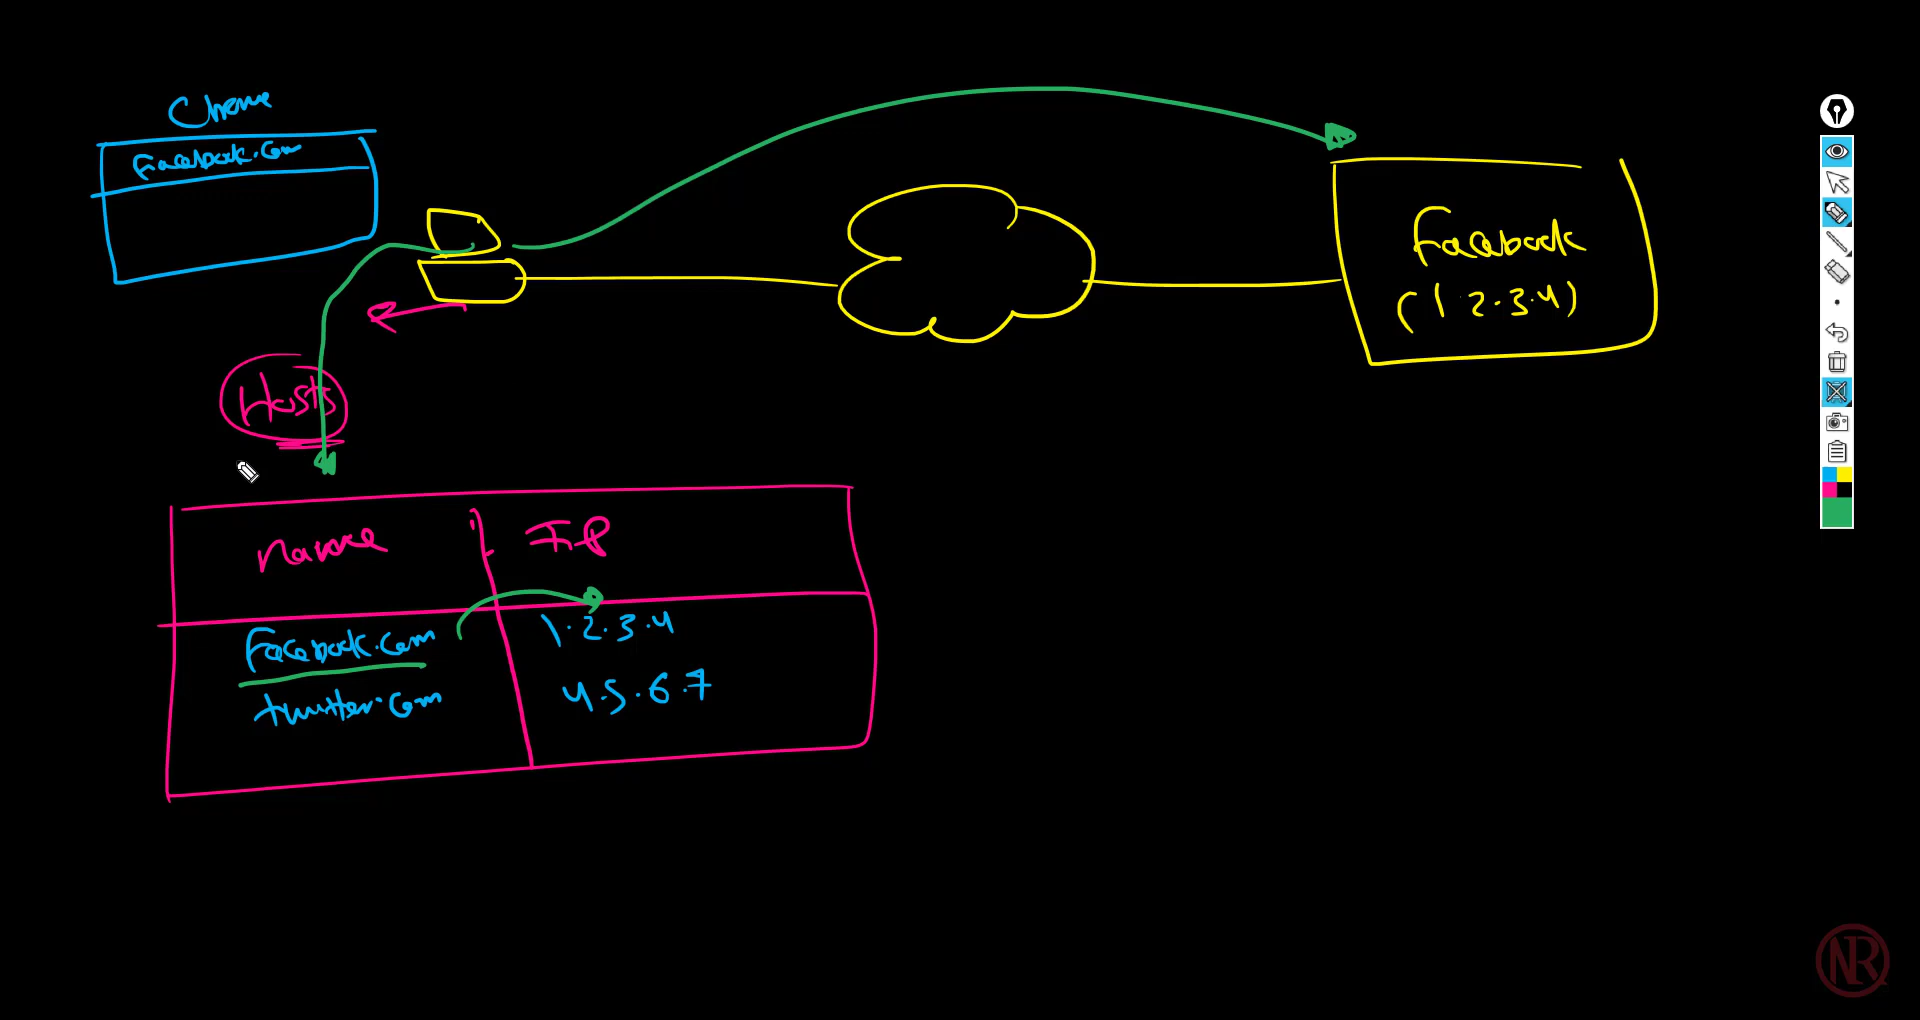 Chrome
Facebook.com
Facebook
(1.2.3.4)
Hosts
name IP
Facebook.com 1.2.3.4
twitter.com 4.5.6.7
NR